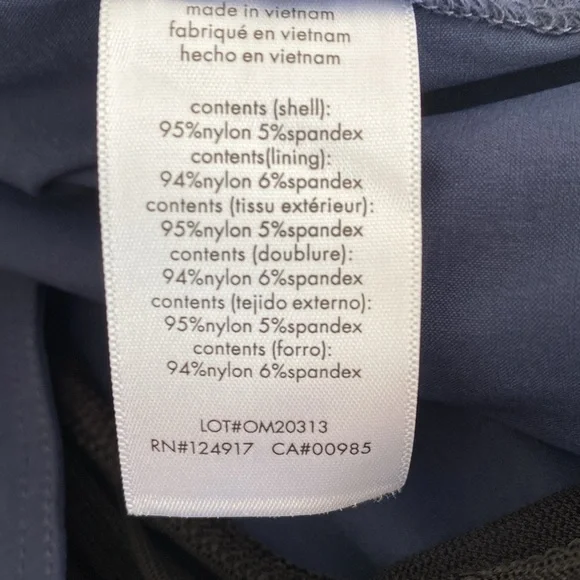 made in vietnam
fabriqué en vietnam
hecho en vietnam
contents (shell):
95%nylon 5%spandex
contents(lining):
94%nylon 6%spandex
contents (tissu extérieur):
95%nylon 5%spandex
contents (doublure):
94%nylon 6%spandex
contents (tejido externo):
95%nylon 5%spandex
contents (forro):
94%nylon 6%spandex
LOT#OM20313
RN#124917 CA#00985